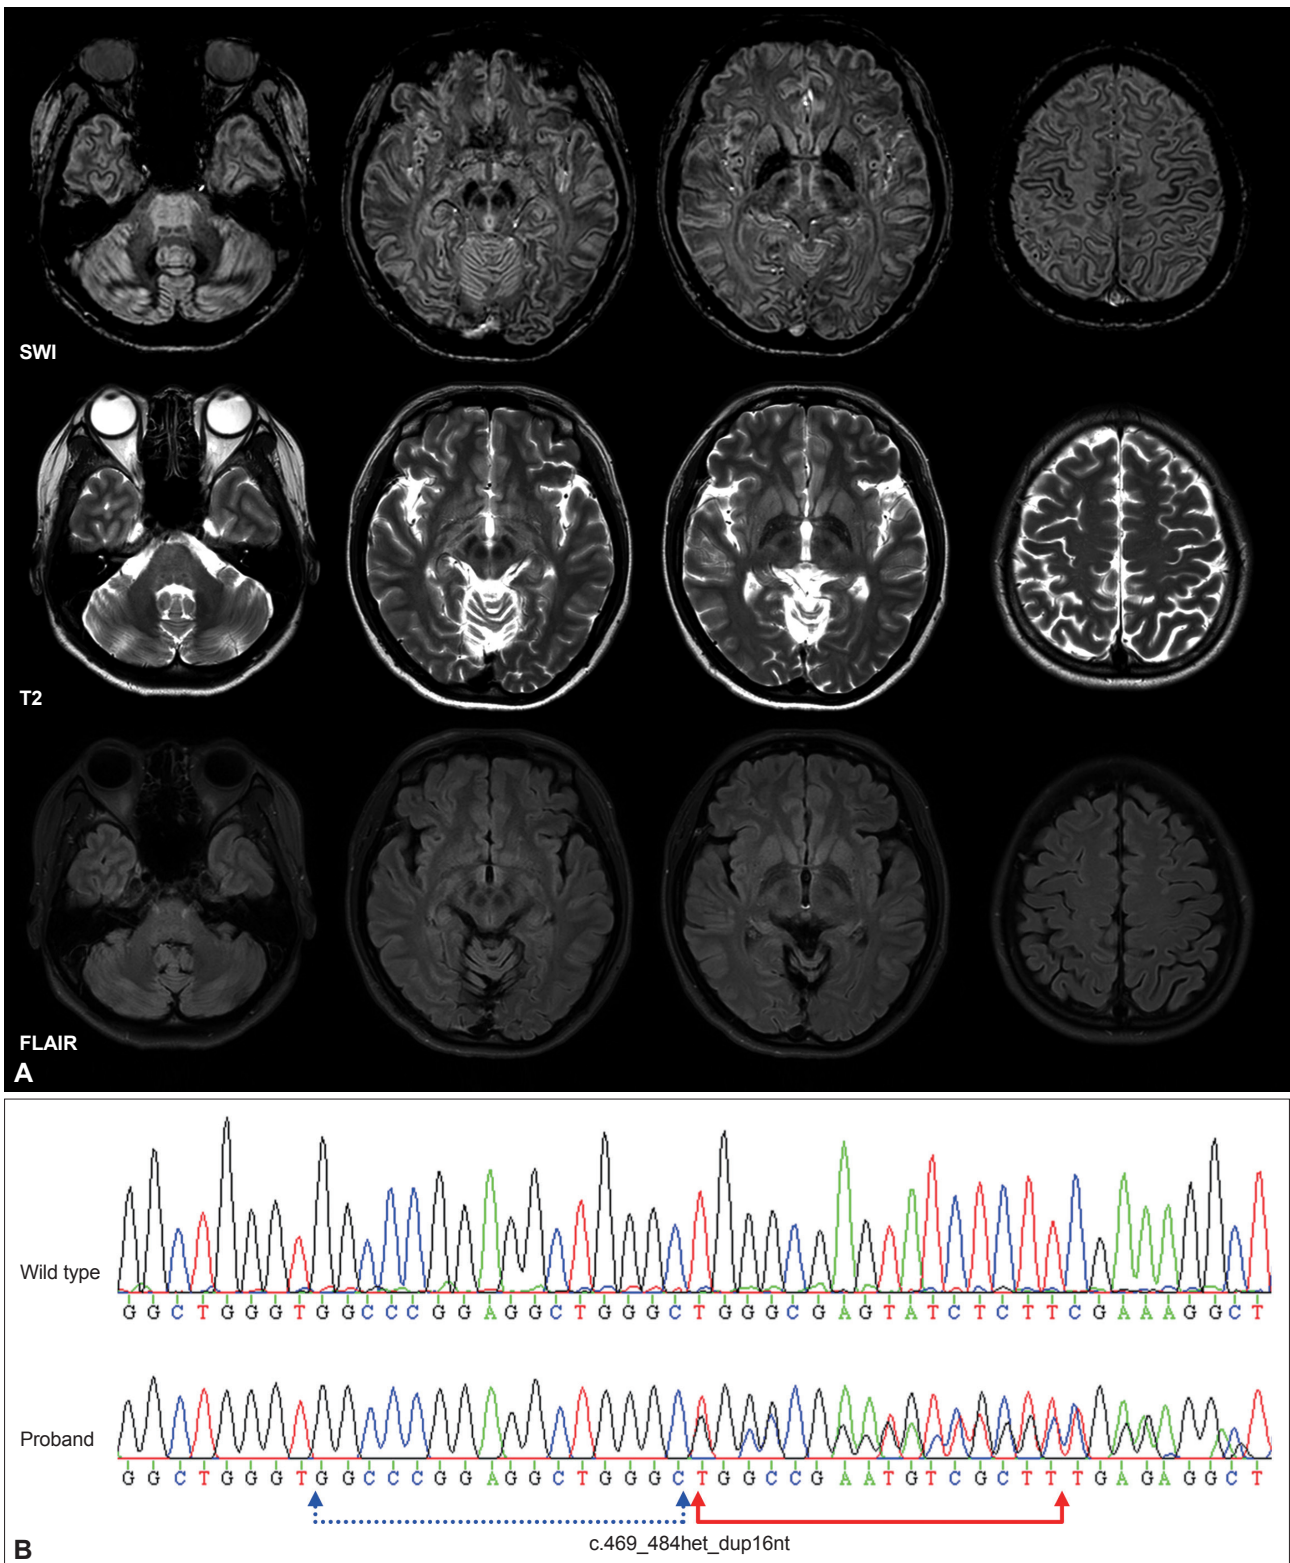 SWI
T2
FLAIR
A
Wild type
G G C T G G G T G G C C C G G A G G C T G G G C T G G G C G A G T A T C T C T T C G A A A G G C T
Proband
G G C T G G G T G G C C C G G A G G C T G G G C T G G C C G A A T G T C G C T T T G A G A G G C T
c.469_484het_dup16nt
B